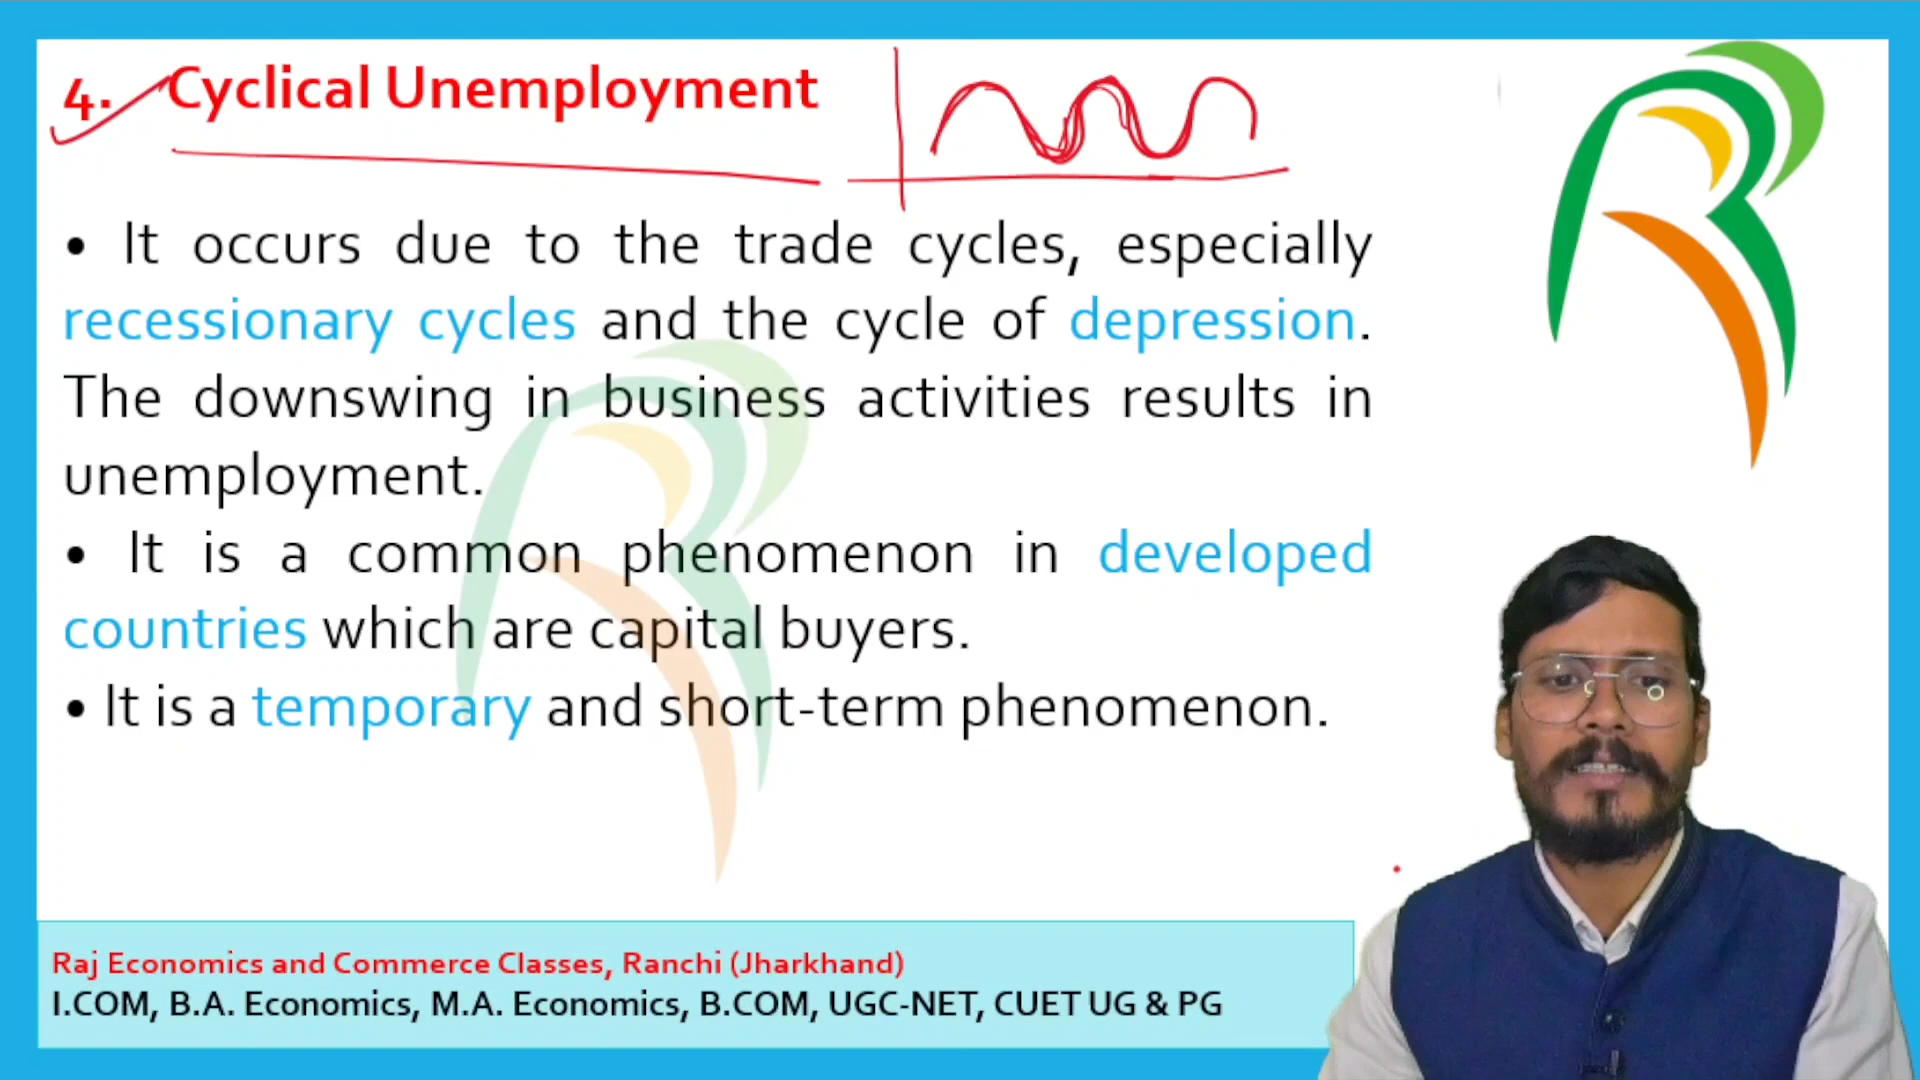 4. Cyclical Unemployment
• It occurs due to the trade cycles, especially
recessionary cycles and the cycle of depression.
The downswing in business activities results in
unemployment.
• It is a common phenomenon in developed
countries which are capital buyers.
• It is a temporary and short-term phenomenon.
Raj Economics and Commerce Classes, Ranchi (Jharkhand)
I.COM, B.A. Economics, M.A. Economics, B.COM, UGC-NET, CUET UG & PG